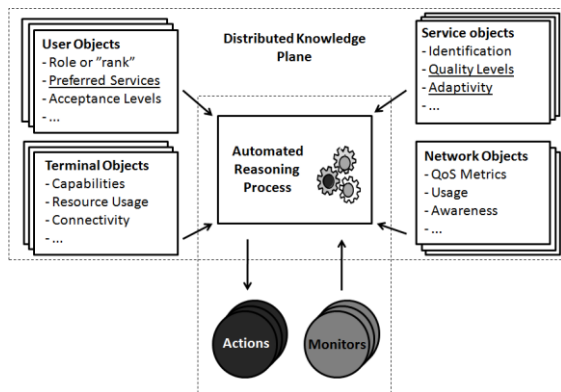 User Objects
- Role or ”rank”
- Preferred Services
- Acceptance Levels
- ...
Distributed Knowledge
Plane
Service objects
- Identification
- Quality Levels
- Adaptivity
- ...
Automated
Reasoning
Process
Terminal Objects
- Capabilities
- Resource Usage
- Connectivity
- ...
Network Objects
- QoS Metrics
- Usage
- Awareness
- ...
Actions
Monitors